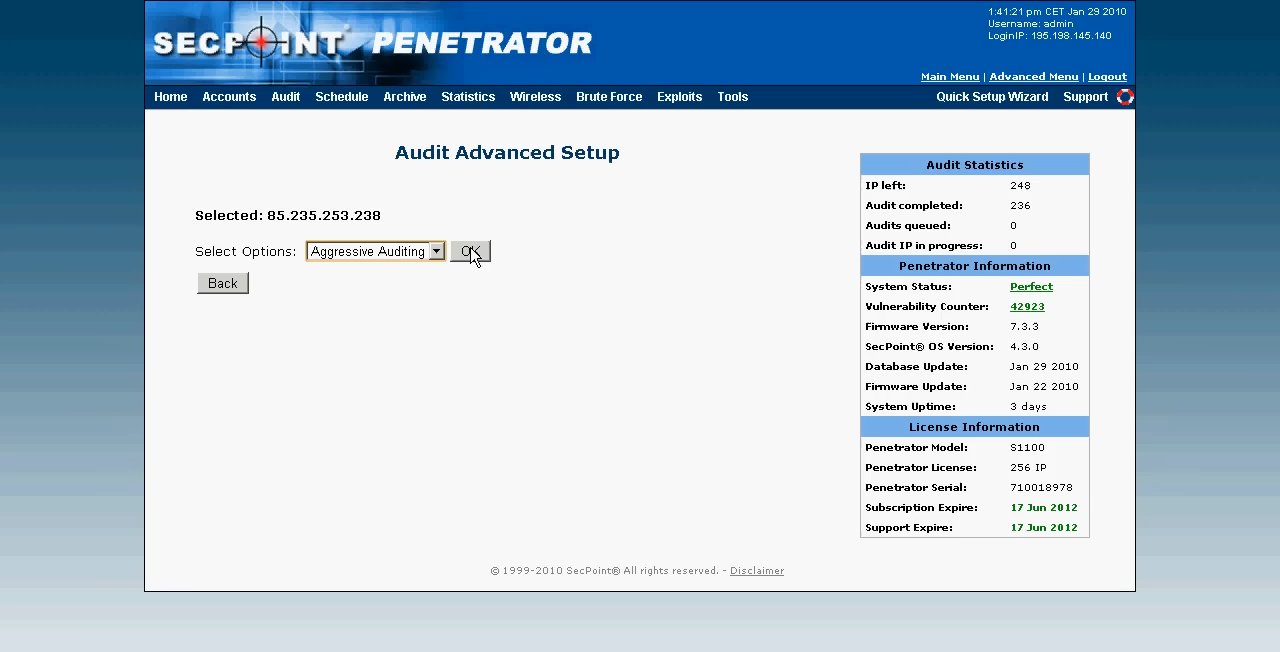 1:41:21 pm CET Jan 29 2010
Username: admin
LoginIP: 195.198.145.140
SECPOINT PENETRATOR
Main Menu | Advanced Menu | Logout
Home Accounts Audit Schedule Archive Statistics Wireless Brute Force Exploits Tools Quick Setup Wizard Support
Audit Advanced Setup
Selected: 85.235.253.238
Select Options: Aggressive Auditing OK
Back
Audit Statistics
IP left: 248
Audit completed: 236
Audits queued: 0
Audit IP in progress: 0
Penetrator Information
System Status: Perfect
Vulnerability Counter: 42923
Firmware Version: 7.3.3
SecPoint® OS Version: 4.3.0
Database Update: Jan 29 2010
Firmware Update: Jan 22 2010
System Uptime: 3 days
License Information
Penetrator Model: S1100
Penetrator License: 256 IP
Penetrator Serial: 710018978
Subscription Expire: 17 Jun 2012
Support Expire: 17 Jun 2012
© 1999-2010 SecPoint® All rights reserved. - Disclaimer